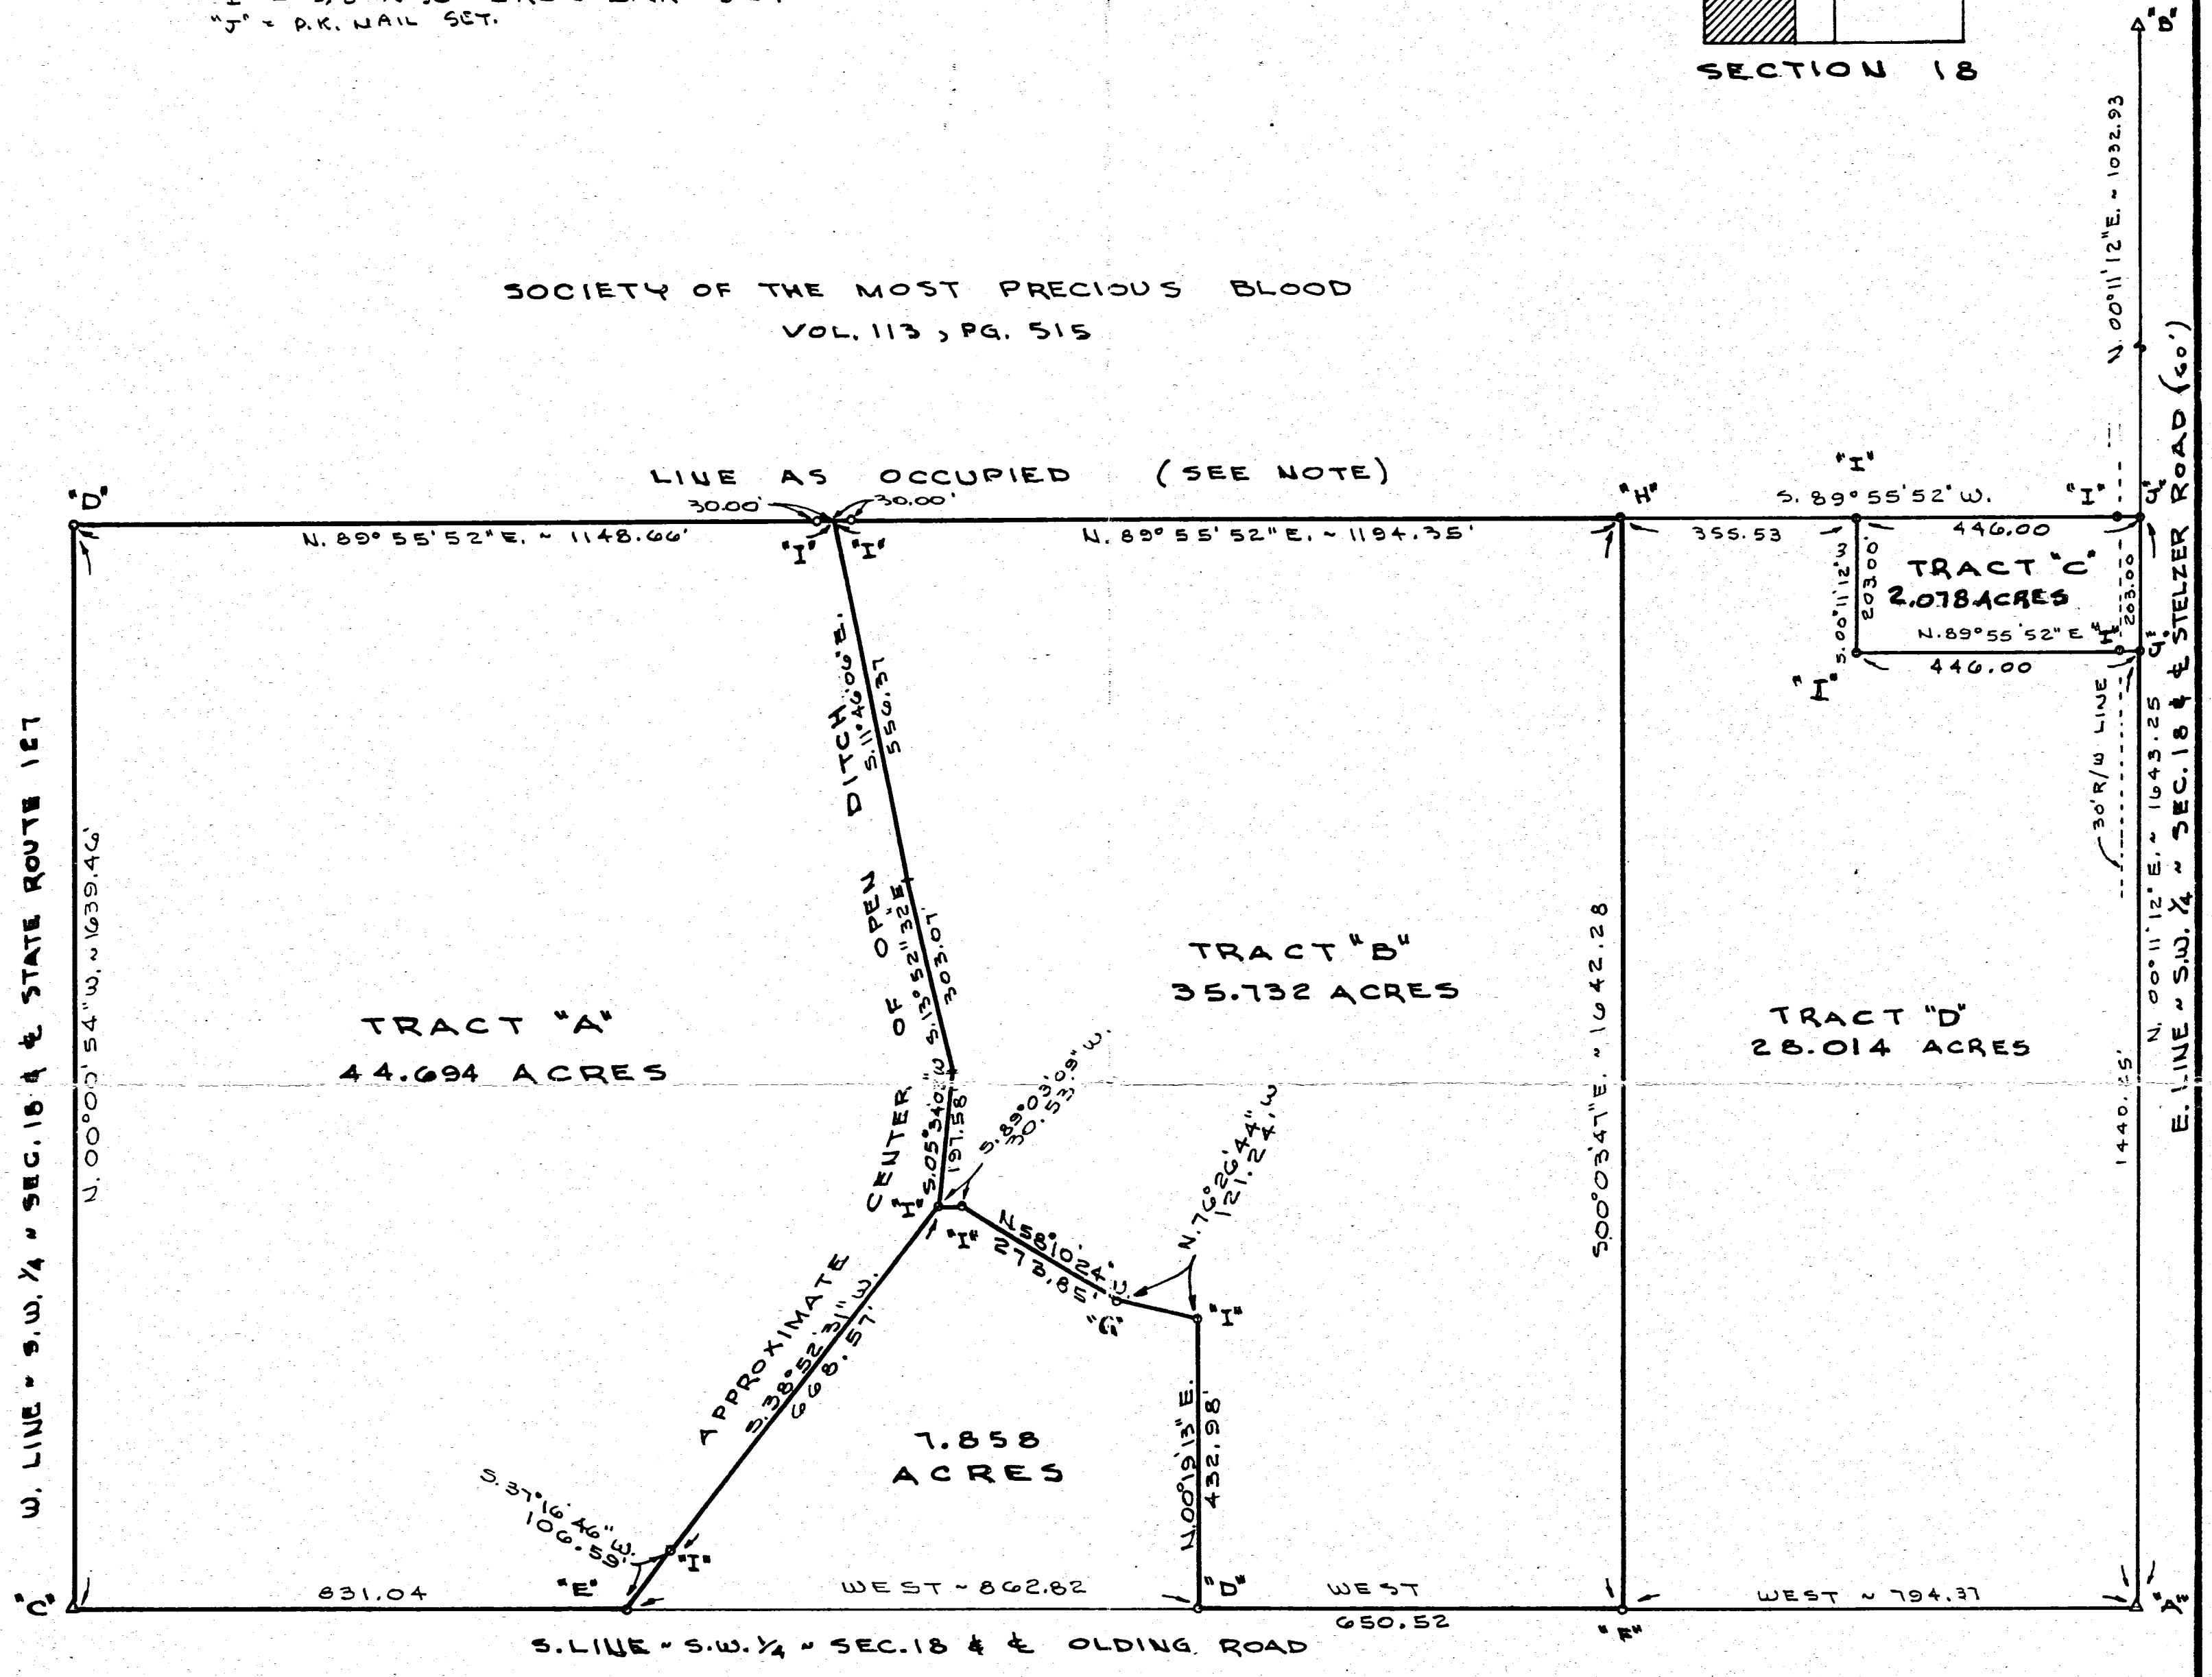 "J" = P.K. NAIL SET.
"B"
SECTION 18
N. 00°11'12"E. ~ 1032.93
SOCIETY OF THE MOST PRECIOUS BLOOD
VOL. 113, PG. 515
LINE AS OCCUPIED (SEE NOTE)
30.00' 30.00'
"D"
N. 89°55'52"E. ~ 1148.66'
"I" "I"
N. 89°55'52"E. ~ 1194.35'
"H"
"I"
S. 89°55'52"W.
"I"
355.53
446.00
S. 00°11'12"W
203.00'
TRACT "C"
2.078 ACRES
203.00
N. 89°55'52"E
446.00
"I"
30' R/W LINE
N. 00°11'12"E. ~ 1643.25
E. LINE ~ S.W. ¼ ~ SEC. 18 & ℄ STELZER ROAD (60')
1440.25'
W. LINE ~ S.W. ¼ ~ SEC. 18 & ℄ STATE ROUTE 127
N. 00°00'54"W. ~ 1639.46'
APPROXIMATE CENTER OF OPEN DITCH
S. 11°46'06"E.
556.37
S. 13°52'32"E
303.07'
S. 05°34'0."W
197.58'
TRACT "A"
44.694 ACRES
TRACT "B"
35.732 ACRES
S00°03'47"E. ~ 1642.28
TRACT "D"
28.014 ACRES
S. 89°03'09"W.
30.53'
N. 76°26'44"W
121.24'
"I"
"I"
N58°10'24"W.
273.85'
"G"
"I"
S. 38°52'31"W.
668.57'
N. 00°19'13"E.
432.98'
7.858
ACRES
S. 37°16'46"W.
106.59'
"I"
"C"
831.04
"E"
WEST ~ 862.82
"D"
WEST
650.52
"F"
WEST ~ 794.37
"A"
S. LINE ~ S.W. ¼ ~ SEC. 18 & ℄ OLDING ROAD